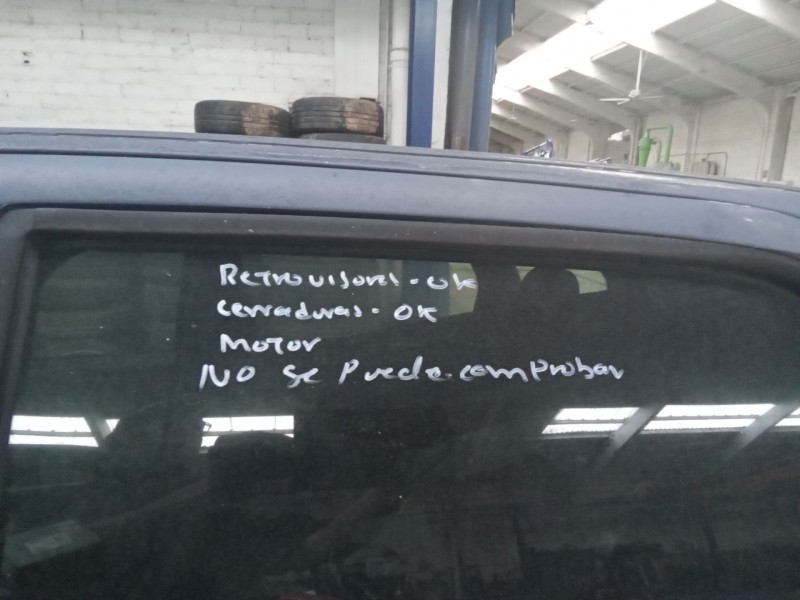 Retrovisores - OK
Cerraduras - OK
Motor
NO Se Puede comprobar